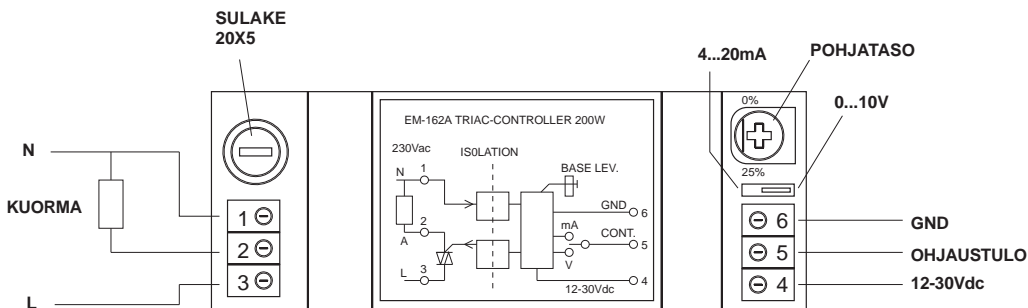 SULAKE
20X5
4...20mA
POHJATASO
0...10V
N
KUORMA
L
1
2
3
EM-162A TRIAC-CONTROLLER 200W
230Vac
ISOLATION
BASE LEV.
N
1
GND
6
mA
2
A
CONT.
5
V
L
3
12-30Vdc
4
0%
25%
6
GND
5
OHJAUSTULO
4
12-30Vdc